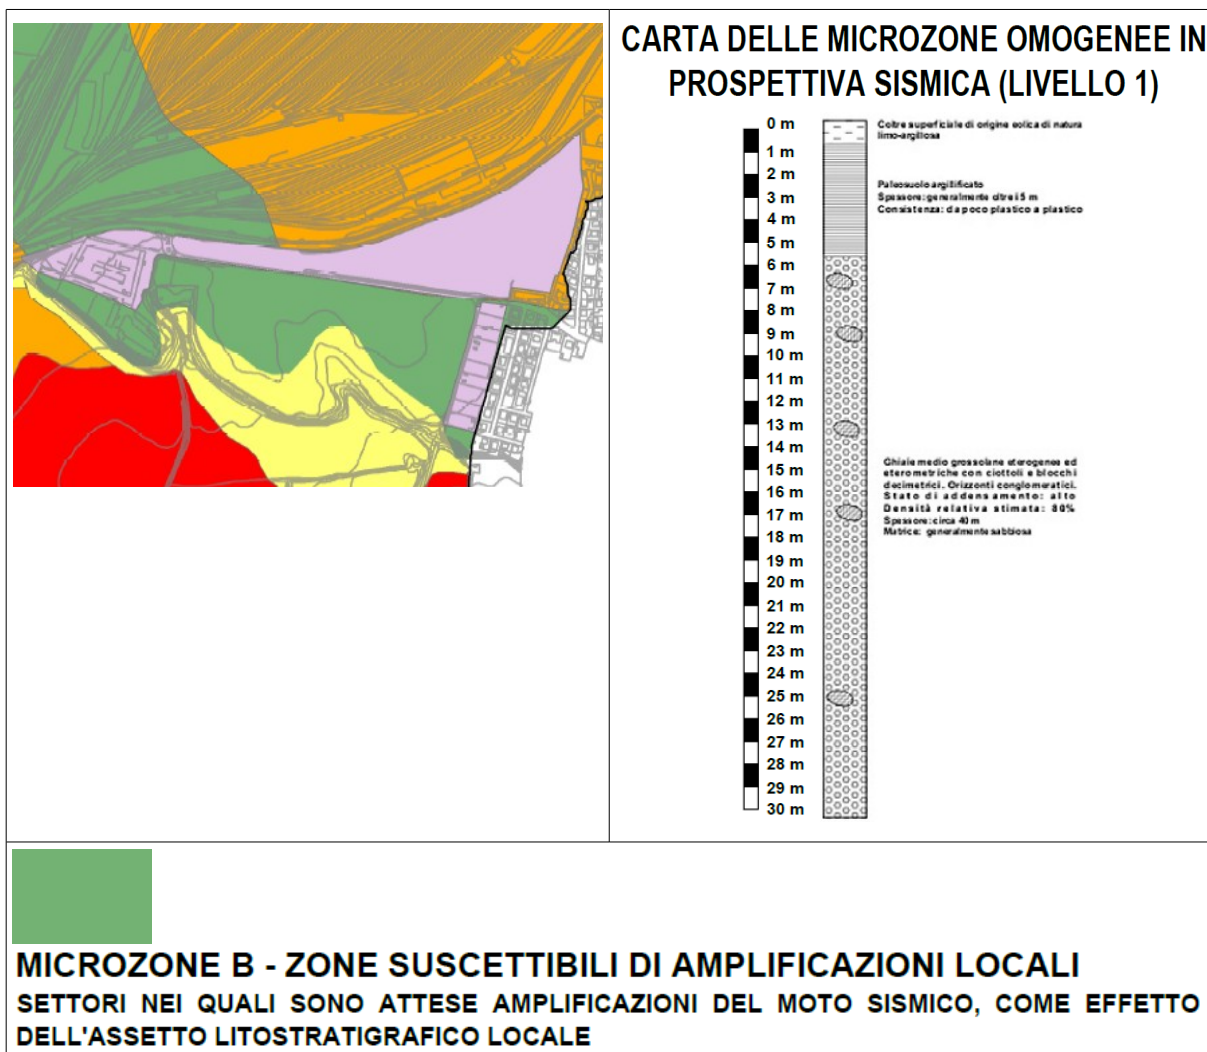 CARTA DELLE MICROZONE OMOGENEE IN
PROSPETTIVA SISMICA (LIVELLO 1)
0 m
1 m
2 m
3 m
4 m
5 m
6 m
7 m
8 m
9 m
10 m
11 m
12 m
13 m
14 m
15 m
16 m
17 m
18 m
19 m
20 m
21 m
22 m
23 m
24 m
25 m
26 m
27 m
28 m
29 m
30 m
Coltre superficiale di origine eolica di natura
limo-argillosa
Paleosuolo argillificato
Spessore: generalmente oltre i 5 m
Consistenza: da poco plastico a plastico
Ghiaie medio grossolane eterogenee ed
eterometriche con ciottoli e blocchi
decimetrici. Orizzonti conglomeratici.
Stato di addensamento: alto
Densità relativa stimata: 80%
Spessore: circa 40 m
Matrice: generalmente sabbiosa
MICROZONE B - ZONE SUSCETTIBILI DI AMPLIFICAZIONI LOCALI
SETTORI NEI QUALI SONO ATTESE AMPLIFICAZIONI DEL MOTO SISMICO, COME EFFETTO
DELL'ASSETTO LITOSTRATIGRAFICO LOCALE